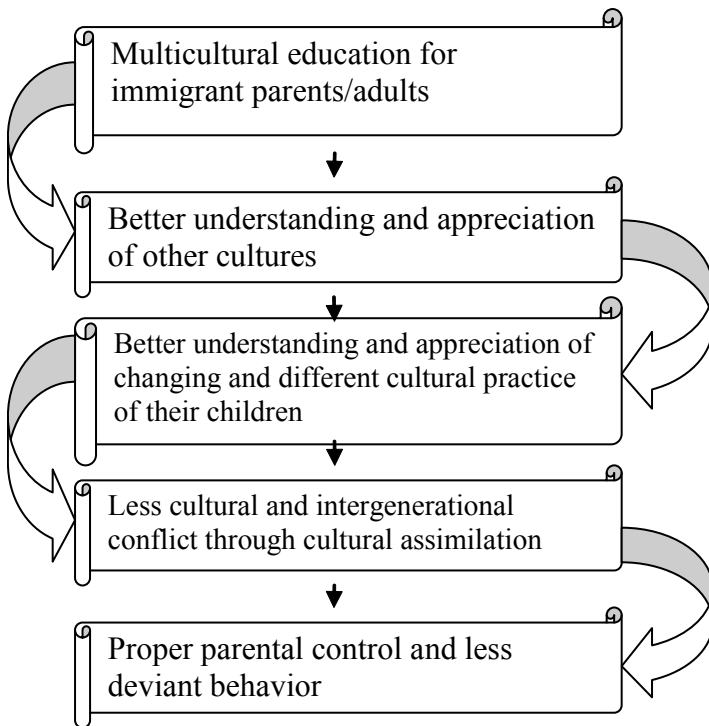 Multicultural education for
immigrant parents/adults
Better understanding and appreciation
of other cultures
Better understanding and appreciation of
changing and different cultural practice
of their children
Less cultural and intergenerational
conflict through cultural assimilation
Proper parental control and less
deviant behavior